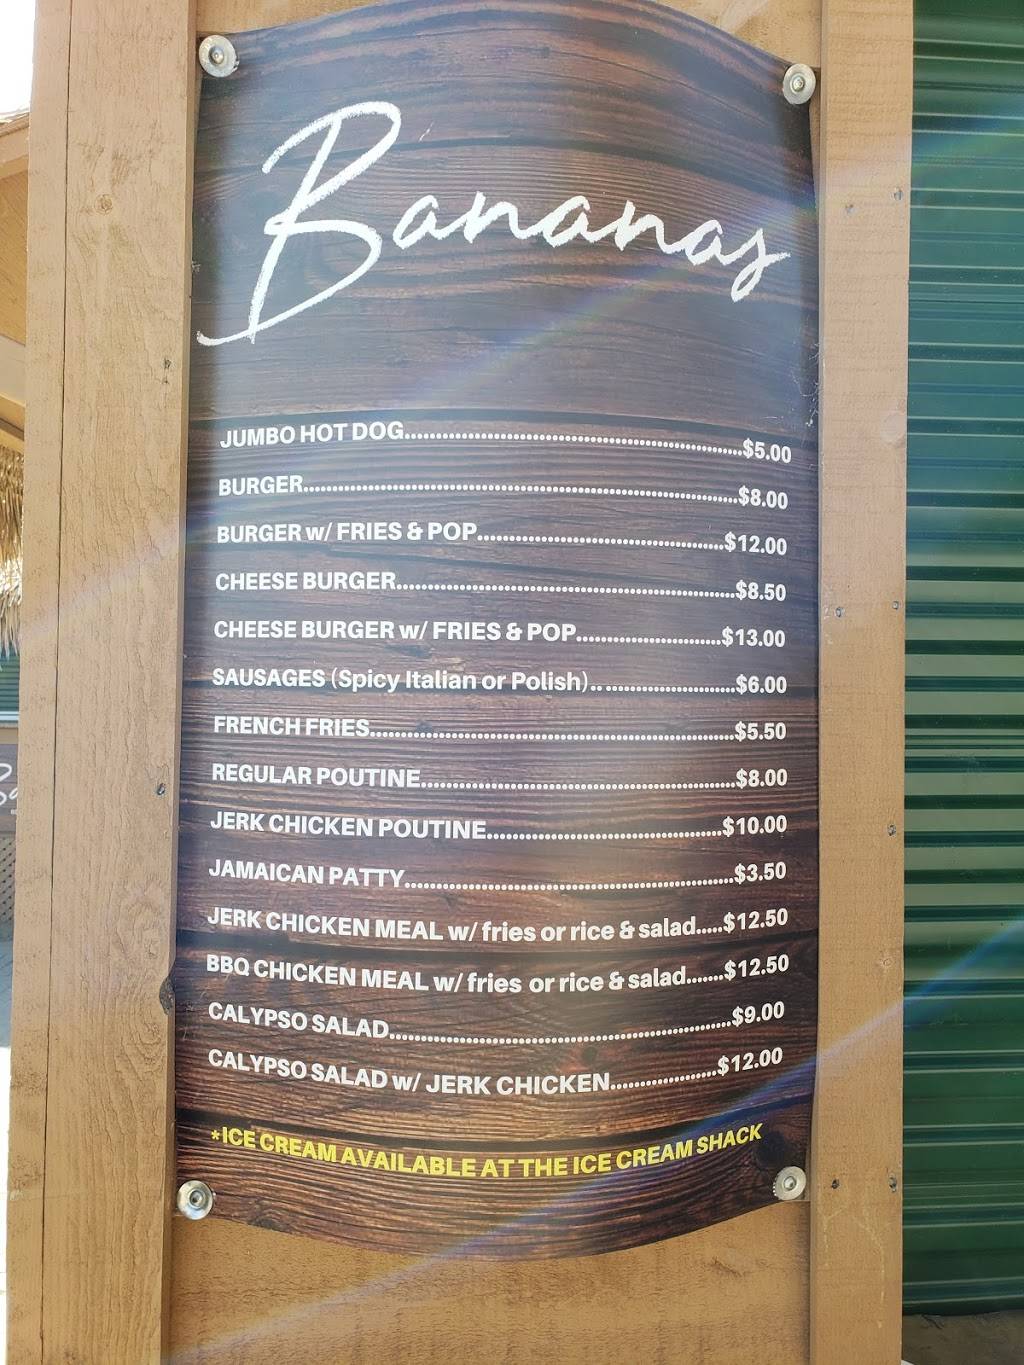 Bananas
JUMBO HOT DOG..........$5.00
BURGER..........$8.00
BURGER w/ FRIES & POP..........$12.00
CHEESE BURGER..........$8.50
CHEESE BURGER w/ FRIES & POP..........$13.00
SAUSAGES (Spicy Italian or Polish)..........$6.00
FRENCH FRIES..........$5.50
REGULAR POUTINE..........$8.00
JERK CHICKEN POUTINE..........$10.00
JAMAICAN PATTY..........$3.50
JERK CHICKEN MEAL w/ fries or rice & salad.....$12.50
BBQ CHICKEN MEAL w/ fries or rice & salad.......$12.50
CALYPSO SALAD..........$9.00
CALYPSO SALAD w/ JERK CHICKEN..........$12.00
*ICE CREAM AVAILABLE AT THE ICE CREAM SHACK